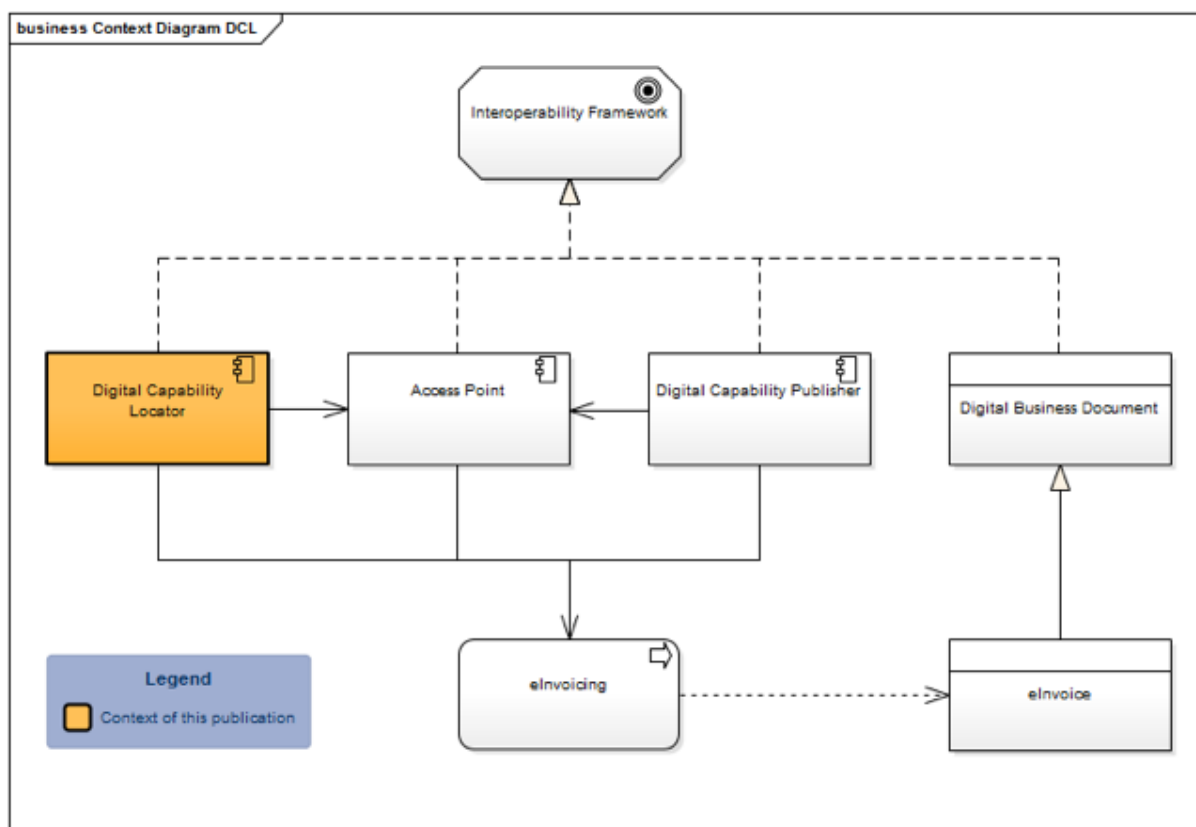 business Context Diagram DCL
Interoperability Framework
Digital Capability
Locator
Access Point
Digital Capability Publisher
Digital Business Document
eInvoicing
eInvoice
Legend
Context of this publication